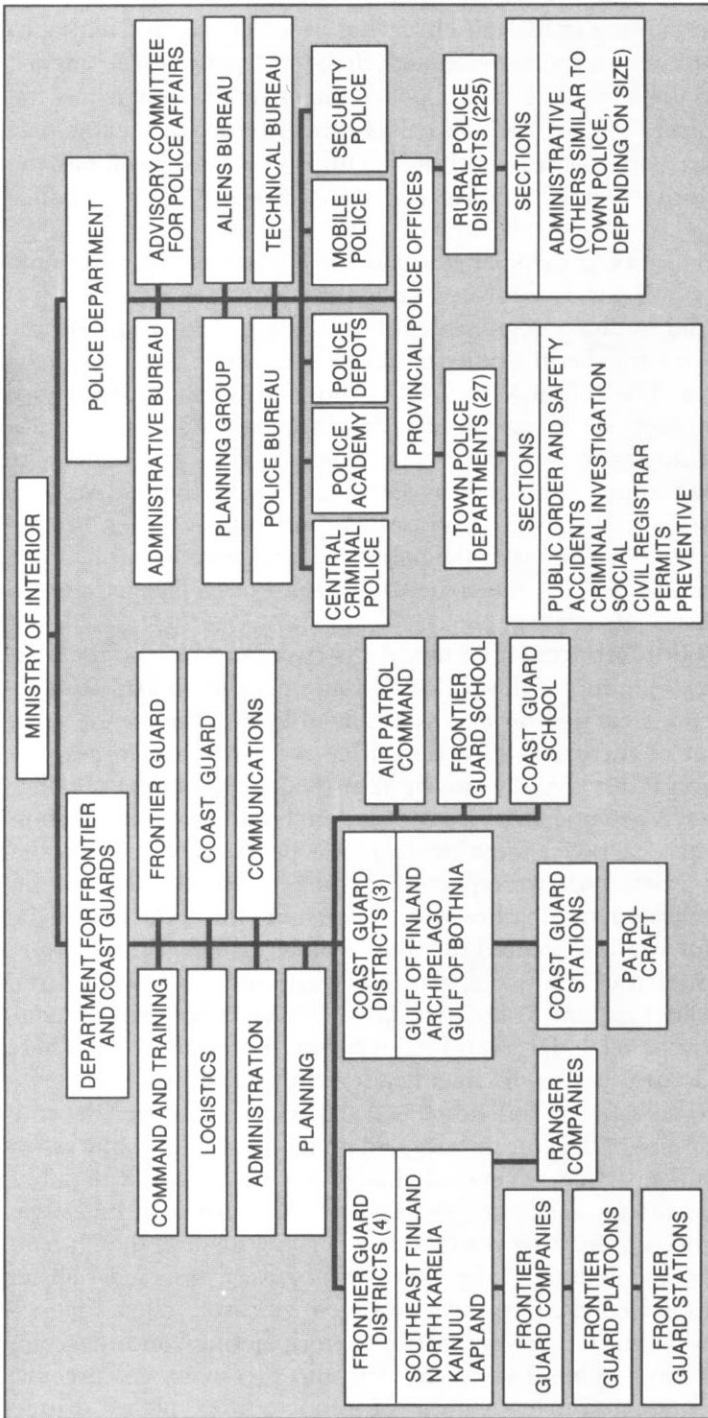 MINISTRY OF INTERIOR
DEPARTMENT FOR FRONTIER
AND COAST GUARDS
COMMAND AND TRAINING
FRONTIER GUARD
LOGISTICS
COAST GUARD
ADMINISTRATION
COMMUNICATIONS
PLANNING
FRONTIER GUARD
DISTRICTS (4)
SOUTHEAST FINLAND
NORTH KARELIA
KAINUU
LAPLAND
FRONTIER
GUARD COMPANIES
FRONTIER
GUARD PLATOONS
FRONTIER
GUARD STATIONS
RANGER
COMPANIES
COAST GUARD
DISTRICTS (3)
GULF OF FINLAND
ARCHIPELAGO
GULF OF BOTHNIA
COAST GUARD
STATIONS
PATROL
CRAFT
AIR PATROL
COMMAND
FRONTIER
GUARD SCHOOL
COAST GUARD
SCHOOL
POLICE DEPARTMENT
ADMINISTRATIVE BUREAU
ADVISORY COMMITTEE
FOR POLICE AFFAIRS
PLANNING GROUP
ALIENS BUREAU
POLICE BUREAU
TECHNICAL BUREAU
CENTRAL
CRIMINAL
POLICE
POLICE
ACADEMY
POLICE
DEPOTS
MOBILE
POLICE
SECURITY
POLICE
PROVINCIAL POLICE OFFICES
TOWN POLICE
DEPARTMENTS (27)
SECTIONS
PUBLIC ORDER AND SAFETY
ACCIDENTS
CRIMINAL INVESTIGATION
SOCIAL
CIVIL REGISTRAR
PERMITS
PREVENTIVE
RURAL POLICE
DISTRICTS (225)
SECTIONS
ADMINISTRATIVE
(OTHERS SIMILAR TO
TOWN POLICE,
DEPENDING ON SIZE)